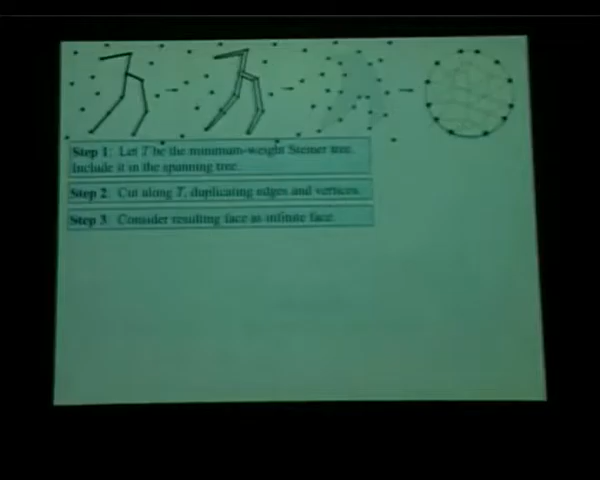 Step 1: Let T be the minimum-weight Steiner tree.
Include it in the spanning tree.
Step 2: Cut along T, duplicating edges and vertices.
Step 3: Consider resulting face as infinite face.